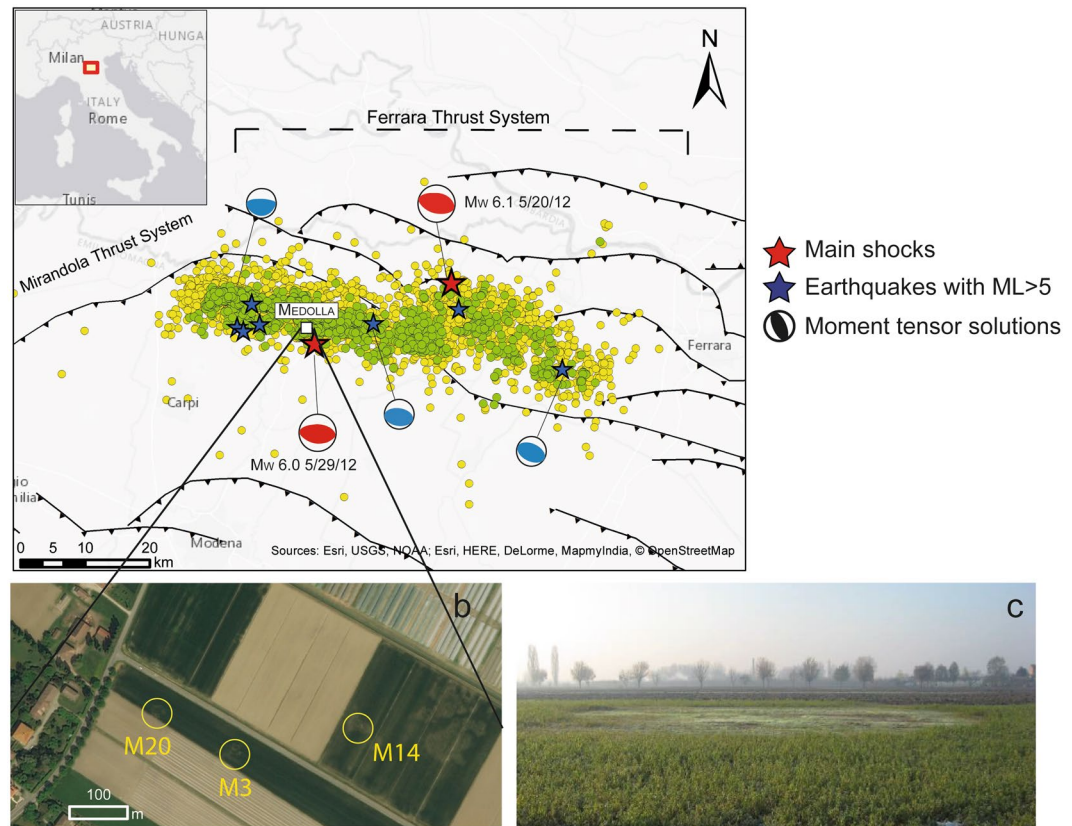 AUSTRIA
HUNGA
Milan
ITALY
Rome
Tunis
N
Ferrara Thrust System
Mw 6.1 5/20/12
Mirandola Thrust System
MEDOLLA
Ferrara
Carpi
Mw 6.0 5/29/12
gio
milia
Modena
0 5 10 20
km
Sources: Esri, USGS, NOAA; Esri, HERE, DeLorme, MapmyIndia, © OpenStreetMap
Main shocks
Earthquakes with ML>5
Moment tensor solutions
b
M20
M3
M14
100
m
c